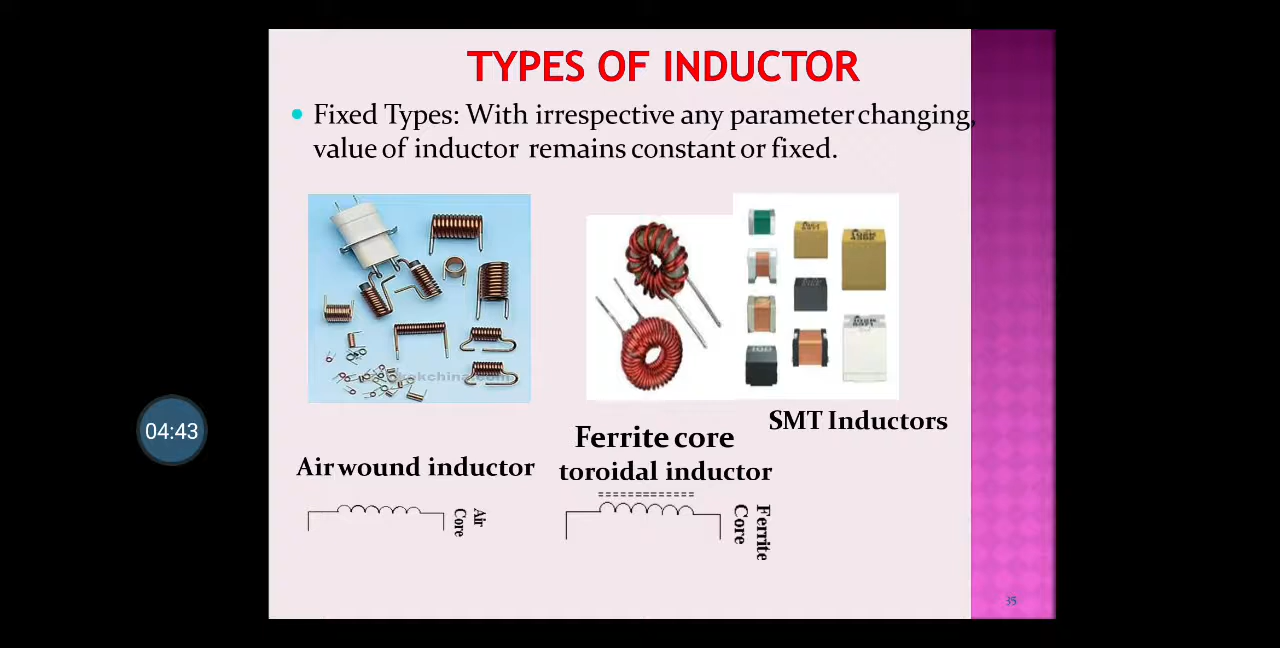 TYPES OF INDUCTOR
Fixed Types: With irrespective any parameter changing,
value of inductor remains constant or fixed.
04:43
SMT Inductors
Ferrite core
toroidal inductor
Air wound inductor
Air
Core
Ferrite
Core
35